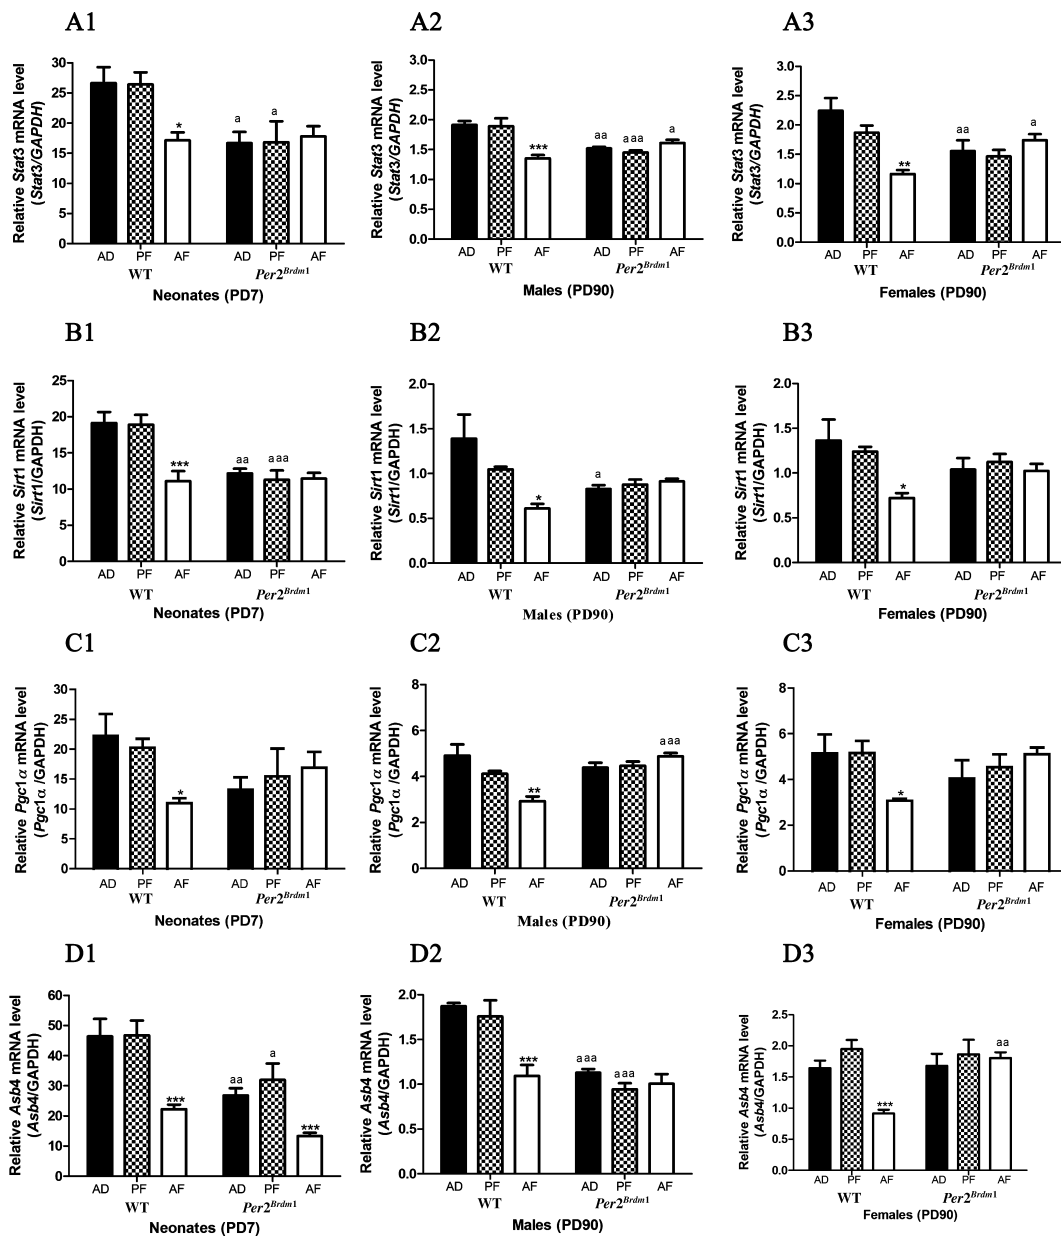 A1
Relative Stat3 mRNA level
(Stat3/GAPDH)
30
25
20
15
10
5
0
*
a
a
AD PF AF AD PF AF
WT Per2Brdm1
Neonates (PD7)
A2
Relative Stat3 mRNA level
(Stat3/GAPDH)
3.0
2.5
2.0
1.5
1.0
0.5
0.0
***
aa
aaa
a
AD PF AF AD PF AF
WT Per2Brdm1
Males (PD90)
A3
Relative Stat3 mRNA level
(Stat3/GAPDH)
3.0
2.5
2.0
1.5
1.0
0.5
0.0
**
aa
a
AD PF AF AD PF AF
WT Per2Brdm1
Females (PD90)
B1
Relative Sirt1 mRNA level
(Sirt1/GAPDH)
25
20
15
10
5
0
***
aa
aaa
AD PF AF AD PF AF
WT Per2Brdm1
Neonates (PD7)
B2
Relative Sirt1 mRNA level
(Sirt1/GAPDH)
2.0
1.5
1.0
0.5
0.0
*
a
AD PF AF AD PF AF
WT Per2Brdm1
Males (PD90)
B3
Relative Sirt1 mRNA level
(Sirt1/GAPDH)
2.0
1.5
1.0
0.5
0.0
*
AD PF AF AD PF AF
WT Per2Brdm1
Females (PD90)
C1
Relative Pgc1α mRNA level
(Pgc1α /GAPDH)
30
25
20
15
10
5
0
*
AD PF AF AD PF AF
WT Per2Brdm1
Neonates (PD7)
C2
Relative Pgc1α mRNA level
(Pgc1α /GAPDH)
8
6
4
2
0
**
aaa
AD PF AF AD PF AF
WT Per2Brdm1
Males (PD90)
C3
Relative Pgc1α mRNA level
(Pgc1α /GAPDH)
8
6
4
2
0
*
AD PF AF AD PF AF
WT Per2Brdm1
Females (PD90)
D1
Relative Asb4 mRNA level
(Asb4/GAPDH)
60
50
40
30
20
10
0
***
aa
a
***
AD PF AF AD PF AF
WT Per2Brdm1
Neonates (PD7)
D2
Relative Asb4 mRNA level
(Asb4/GAPDH)
2.0
1.5
1.0
0.5
0.0
***
aaa
aaa
AD PF AF AD PF AF
WT Per2Brdm1
Males (PD90)
D3
Relative Asb4 mRNA level
(Asb4/GAPDH)
2.5
2.0
1.5
1.0
0.5
0.0
***
aa
AD PF AF AD PF AF
WT Per2Brdm1
Females (PD90)